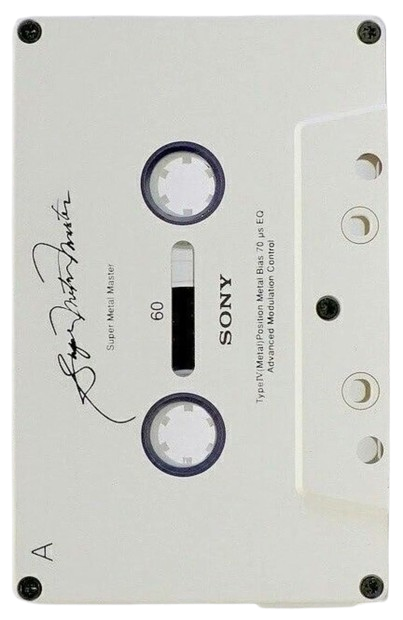 Super Metal Master
Super Metal Master
A
60
SONY
TypeIV(Metal)Position Metal Bias 70 µs EQ
Advanced Modulation Control